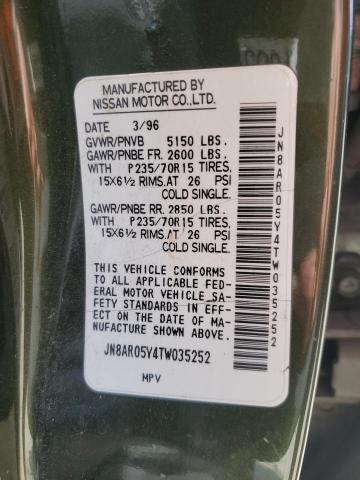 MANUFACTURED BY
NISSAN MOTOR CO., LTD.
DATE 3/96
GVWR/PNVB 5150 LBS.
GAWR/PNBE FR. 2600 LBS.
WITH P235/70R15 TIRES,
15X6½ RIMS. AT 26 PSI
COLD SINGLE.
GAWR/PNBE RR. 2850 LBS.
WITH P235/70R15 TIRES,
15X6½ RIMS. AT 26 PSI
COLD SINGLE.
THIS VEHICLE CONFORMS
TO ALL APPLICABLE FED-
ERAL MOTOR VEHICLE SA-
FETY STANDARDS IN EFF-
ECT ON THE DATE OF MA-
NUFACTURE SHOWN ABOVE.
JN8AR05Y4TW035252
MPV
JN8AR05Y4TW035252